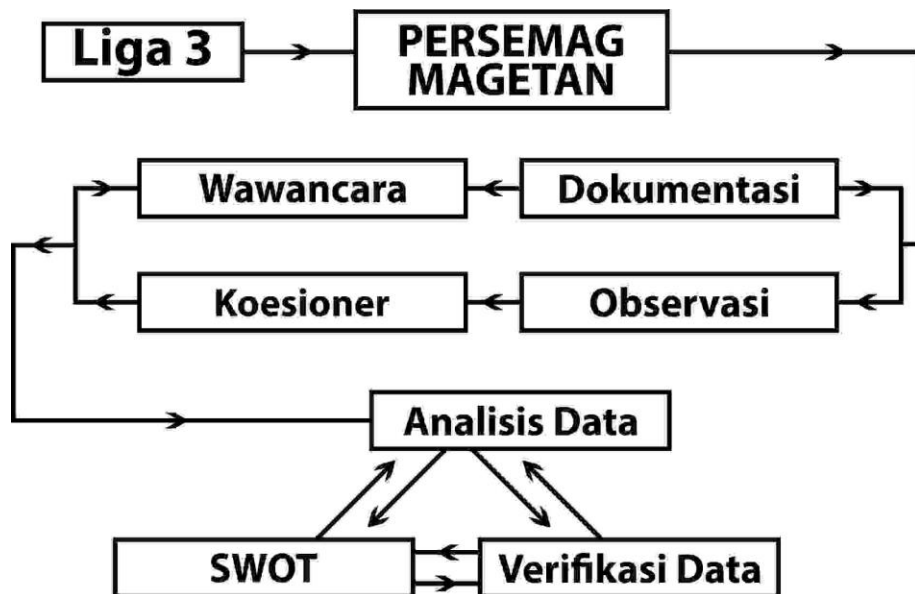 Liga 3
PERSEMAG
MAGETAN
Wawancara
Dokumentasi
Koesioner
Observasi
Analisis Data
SWOT
Verifikasi Data